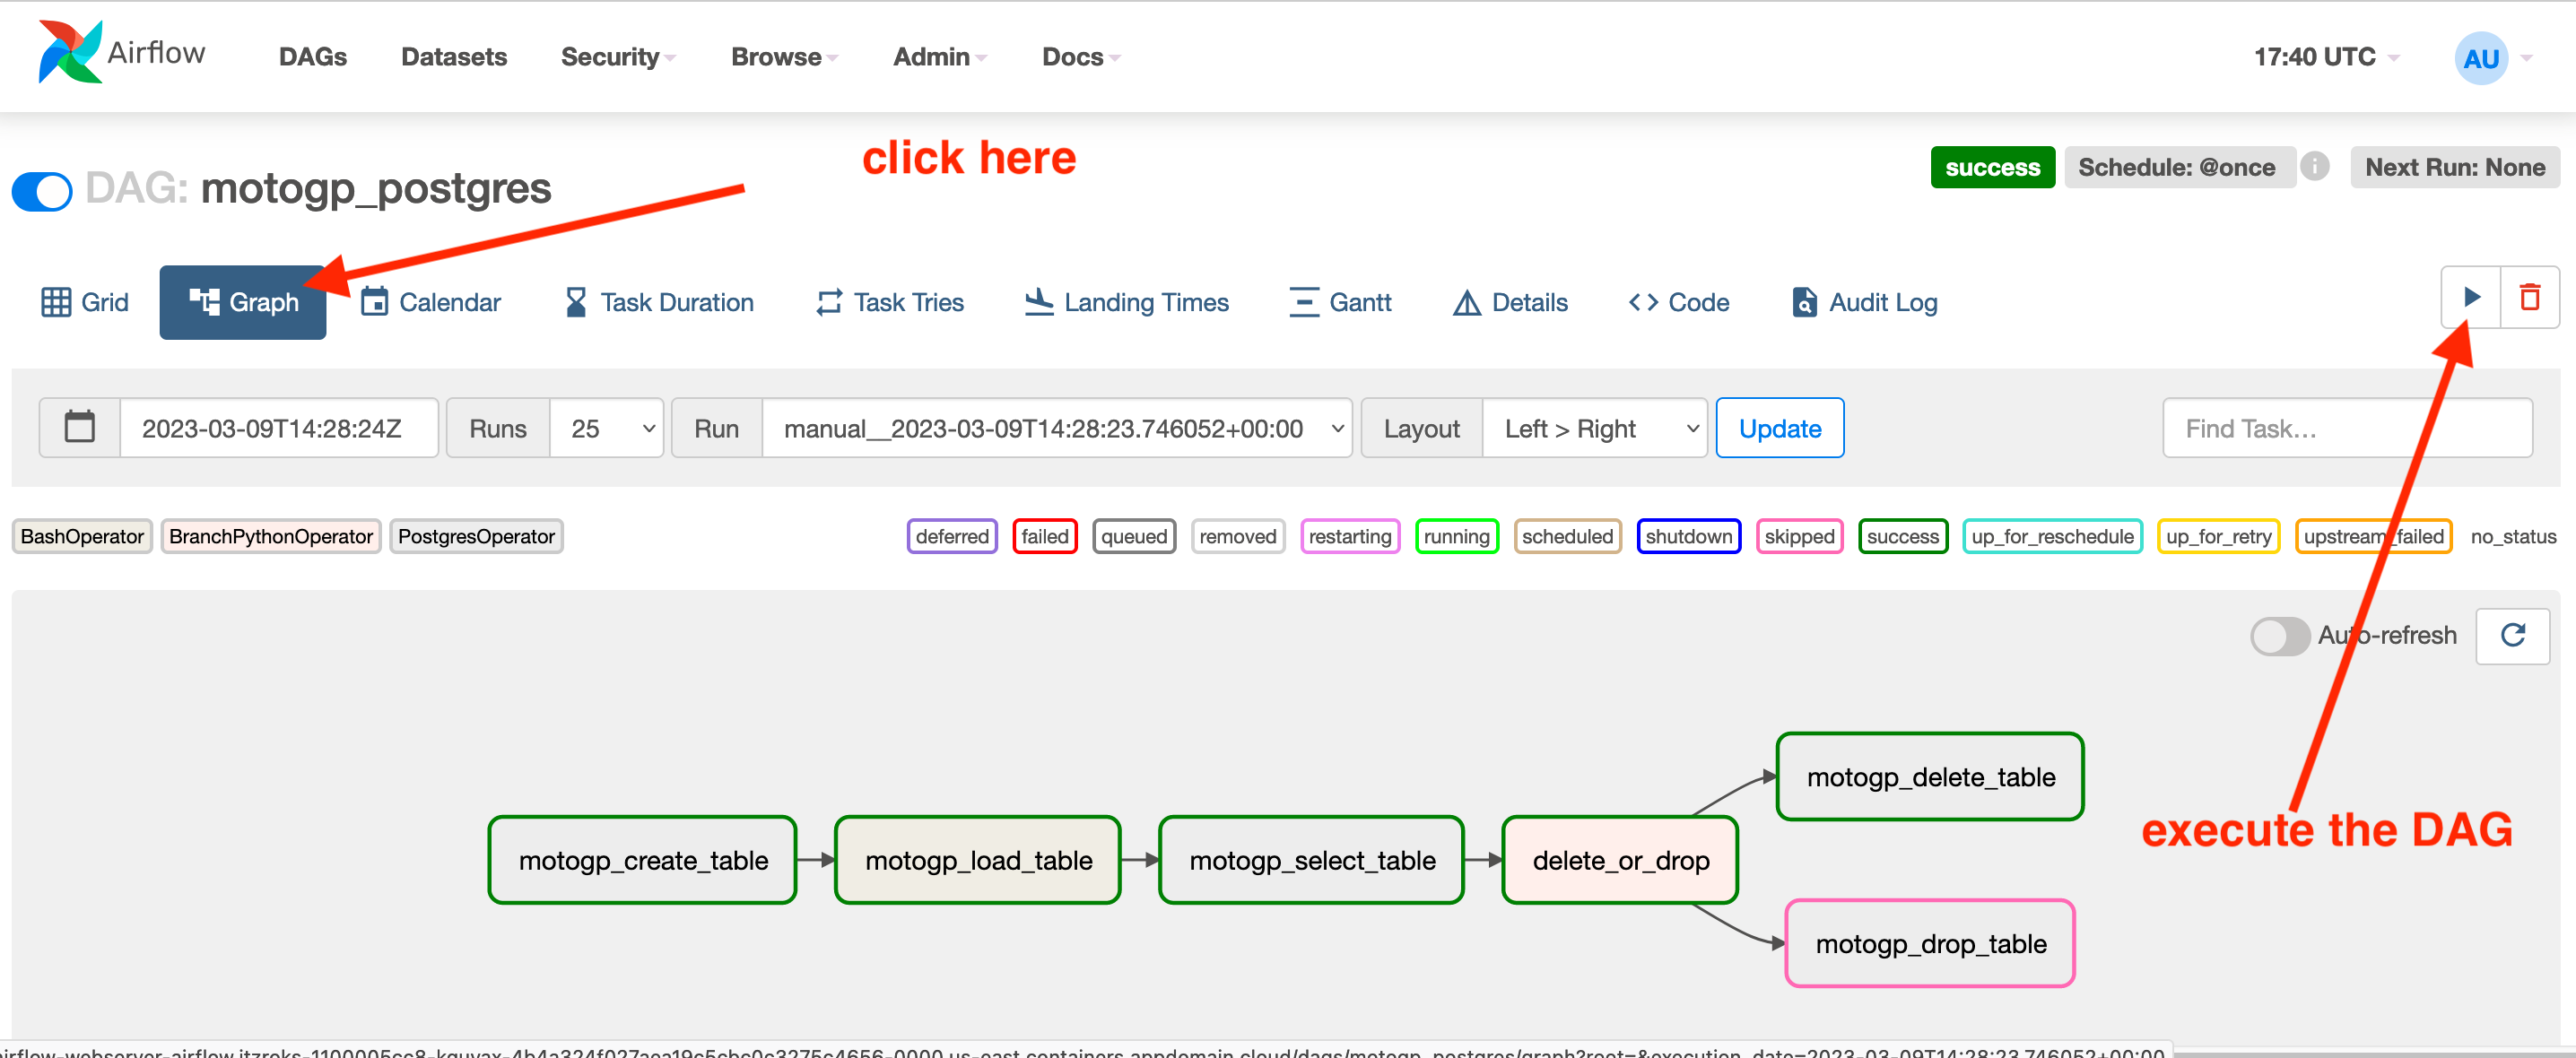 Airflow DAGs Datasets Security Browse Admin Docs 17:40 UTC AU
click here
success Schedule: @once i Next Run: None
DAG: motogp_postgres
Grid Graph Calendar Task Duration Task Tries Landing Times Gantt Details Code Audit Log
2023-03-09T14:28:24Z Runs 25 Run manual__2023-03-09T14:28:23.746052+00:00 Layout Left > Right Update Find Task...
BashOperator BranchPythonOperator PostgresOperator deferred failed queued removed restarting running scheduled shutdown skipped success up_for_reschedule up_for_retry upstream_failed no_status
Auto-refresh
motogp_delete_table
execute the DAG
motogp_create_table motogp_load_table motogp_select_table delete_or_drop
motogp_drop_table